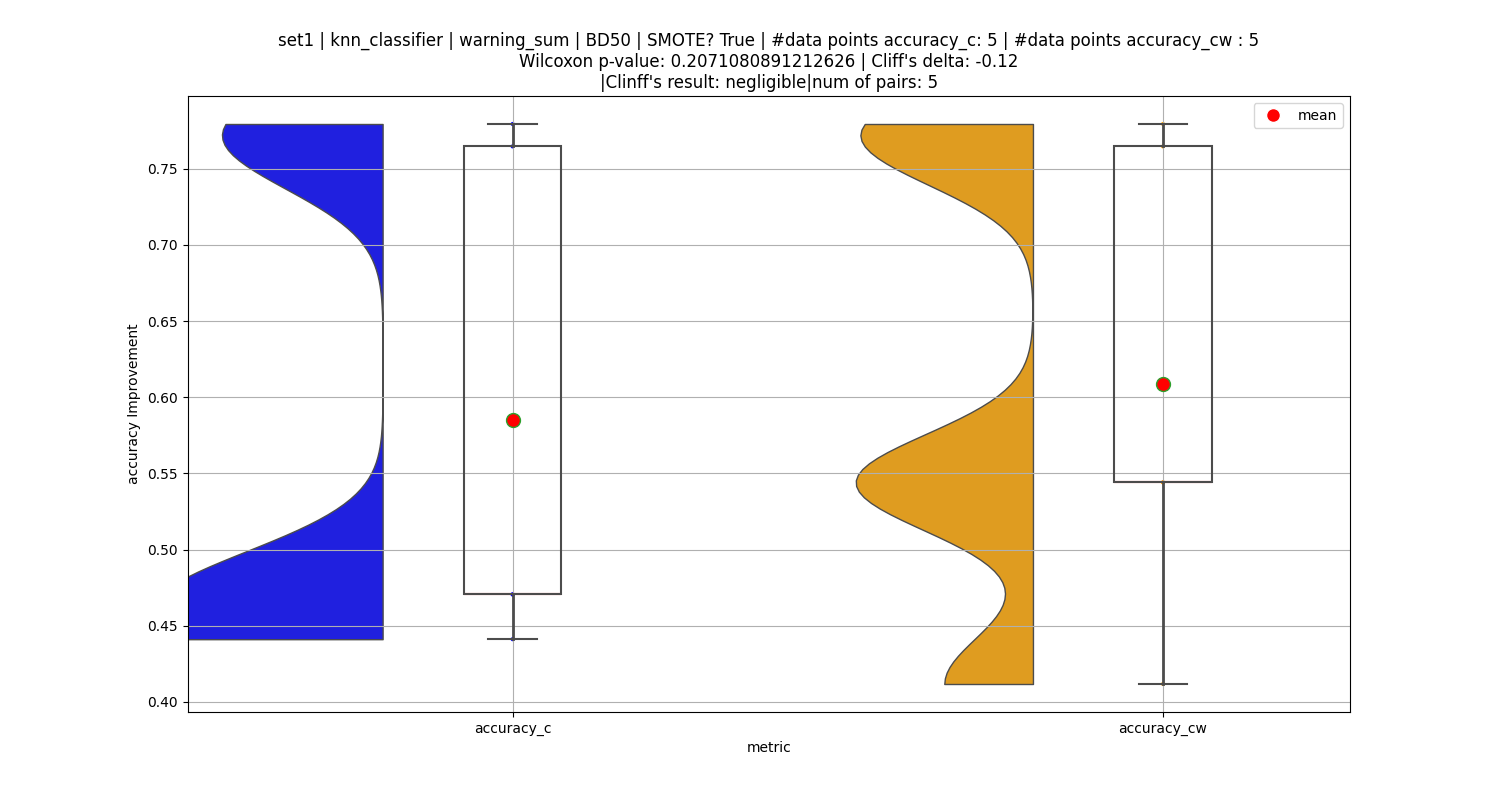 set1 | knn_classifier | warning_sum | BD50 | SMOTE? True | #data points accuracy_c: 5 | #data points accuracy_cw : 5
Wilcoxon p-value: 0.2071080891212626 | Cliff's delta: -0.12
|Clinff's result: negligible|num of pairs: 5
mean
0.75
0.70
0.65
0.60
0.55
0.50
0.45
0.40
accuracy Improvement
accuracy_c
accuracy_cw
metric